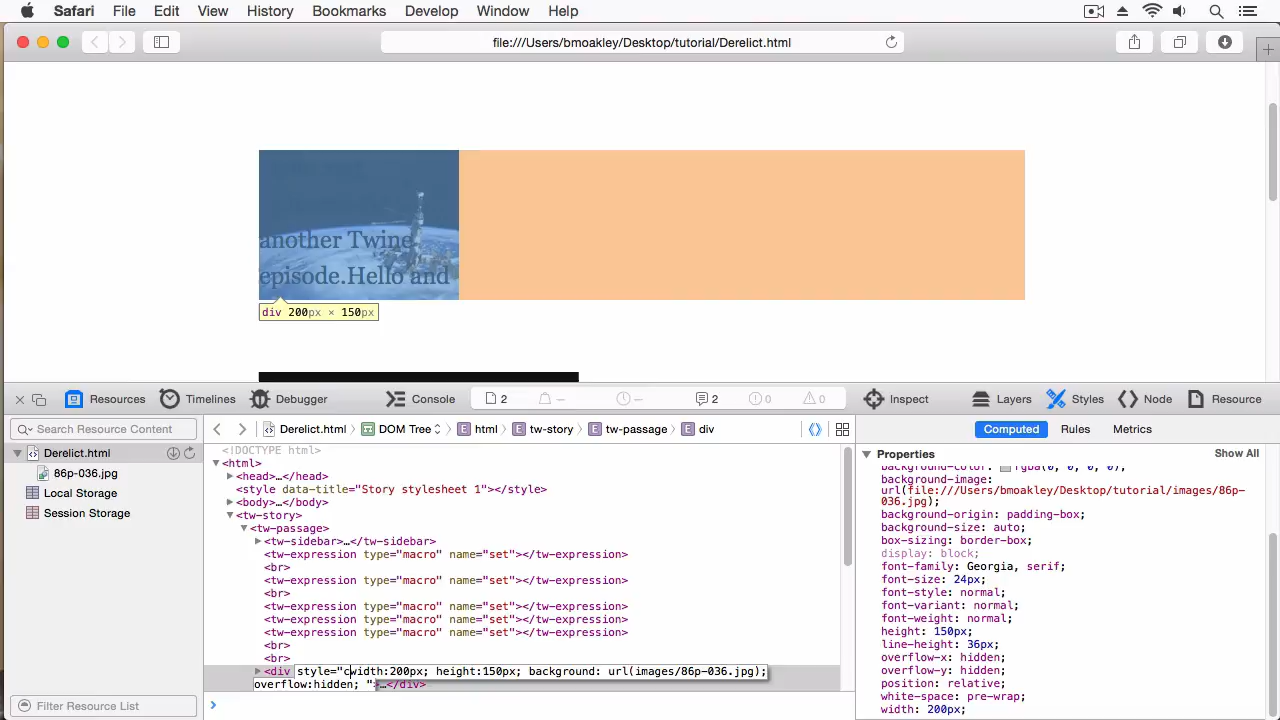 Safari File Edit View History Bookmarks Develop Window Help
file:///Users/bmoakley/Desktop/tutorial/Derelict.html
another Twine
episode.Hello and
div 200px × 150px
Resources Timelines Debugger Console 2 – – 2 0 0 Inspect Layers Styles Node Resource
Search Resource Content
Derelict.html DOM Tree html tw-story tw-passage div
Computed Rules Metrics
Derelict.html
86p-036.jpg
Local Storage
Session Storage
Filter Resource List
<!DOCTYPE html>
<html>
<head>…</head>
<style data-title="Story stylesheet 1"></style>
<body>…</body>
<tw-story>
<tw-passage>
<tw-sidebar>…</tw-sidebar>
<tw-expression type="macro" name="set"></tw-expression>
<br>
<tw-expression type="macro" name="set"></tw-expression>
<br>
<tw-expression type="macro" name="set"></tw-expression>
<tw-expression type="macro" name="set"></tw-expression>
<tw-expression type="macro" name="set"></tw-expression>
<br>
<br>
<div style="cwidth:200px; height:150px; background: url(images/86p-036.jpg);
overflow:hidden; ">…</div>
Properties Show All
background-color: rgba(0, 0, 0, 0);
background-image:
url(file:///Users/bmoakley/Desktop/tutorial/images/86p-
036.jpg);
background-origin: padding-box;
background-size: auto;
box-sizing: border-box;
display: block;
font-family: Georgia, serif;
font-size: 24px;
font-style: normal;
font-variant: normal;
font-weight: normal;
height: 150px;
line-height: 36px;
overflow-x: hidden;
overflow-y: hidden;
position: relative;
white-space: pre-wrap;
width: 200px;